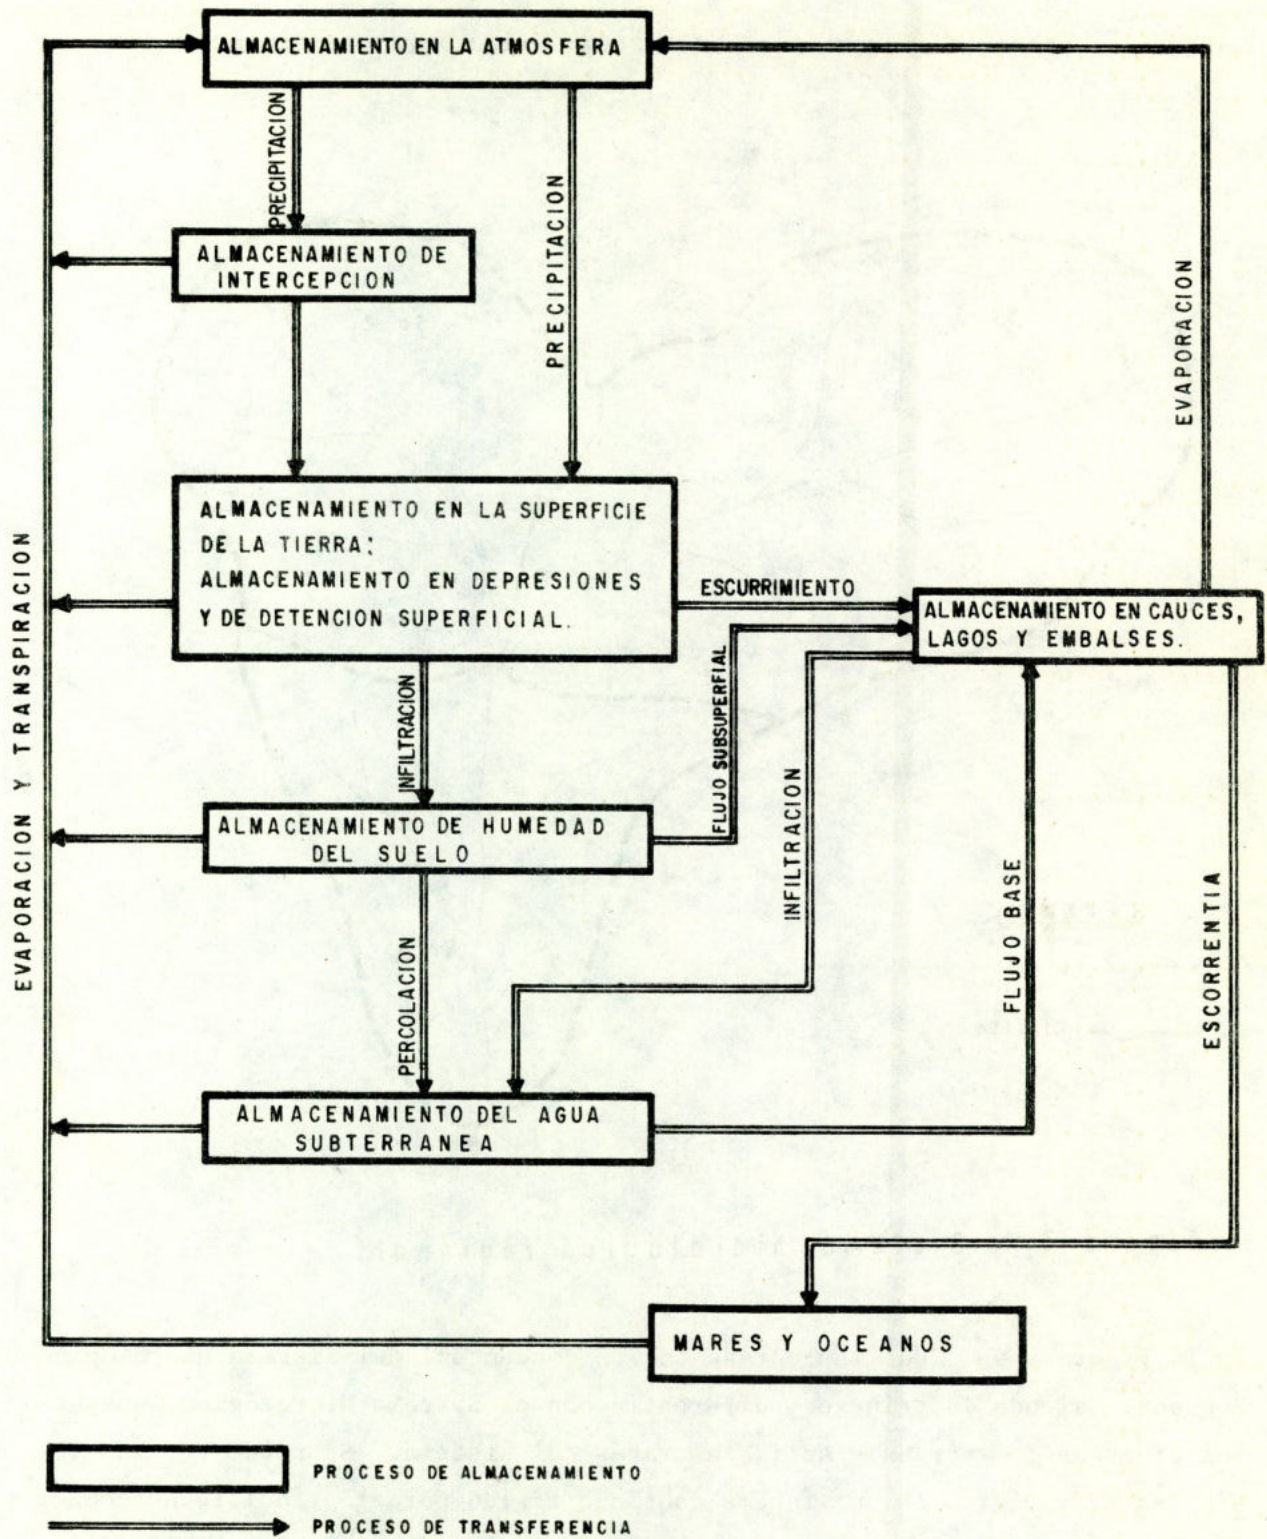 ALMACENAMIENTO EN LA ATMOSFERA
PRECIPITACION
PRECIPITACION
ALMACENAMIENTO DE
INTERCEPCION
EVAPORACION
ALMACENAMIENTO EN LA SUPERFICIE
DE LA TIERRA;
ALMACENAMIENTO EN DEPRESIONES
Y DE DETENCION SUPERFICIAL.
EVAPORACION Y TRANSPIRACION
ESCURRIMIENTO
ALMACENAMIENTO EN CAUCES,
LAGOS Y EMBALSES.
INFILTRACION
FLUJO SUBSUPERFIAL
INFILTRACION
ALMACENAMIENTO DE HUMEDAD
DEL SUELO
FLUJO BASE
ESCORRENTIA
PERCOLACION
ALMACENAMIENTO DEL AGUA
SUBTERRANEA
MARES Y OCEANOS
PROCESO DE ALMACENAMIENTO
PROCESO DE TRANSFERENCIA